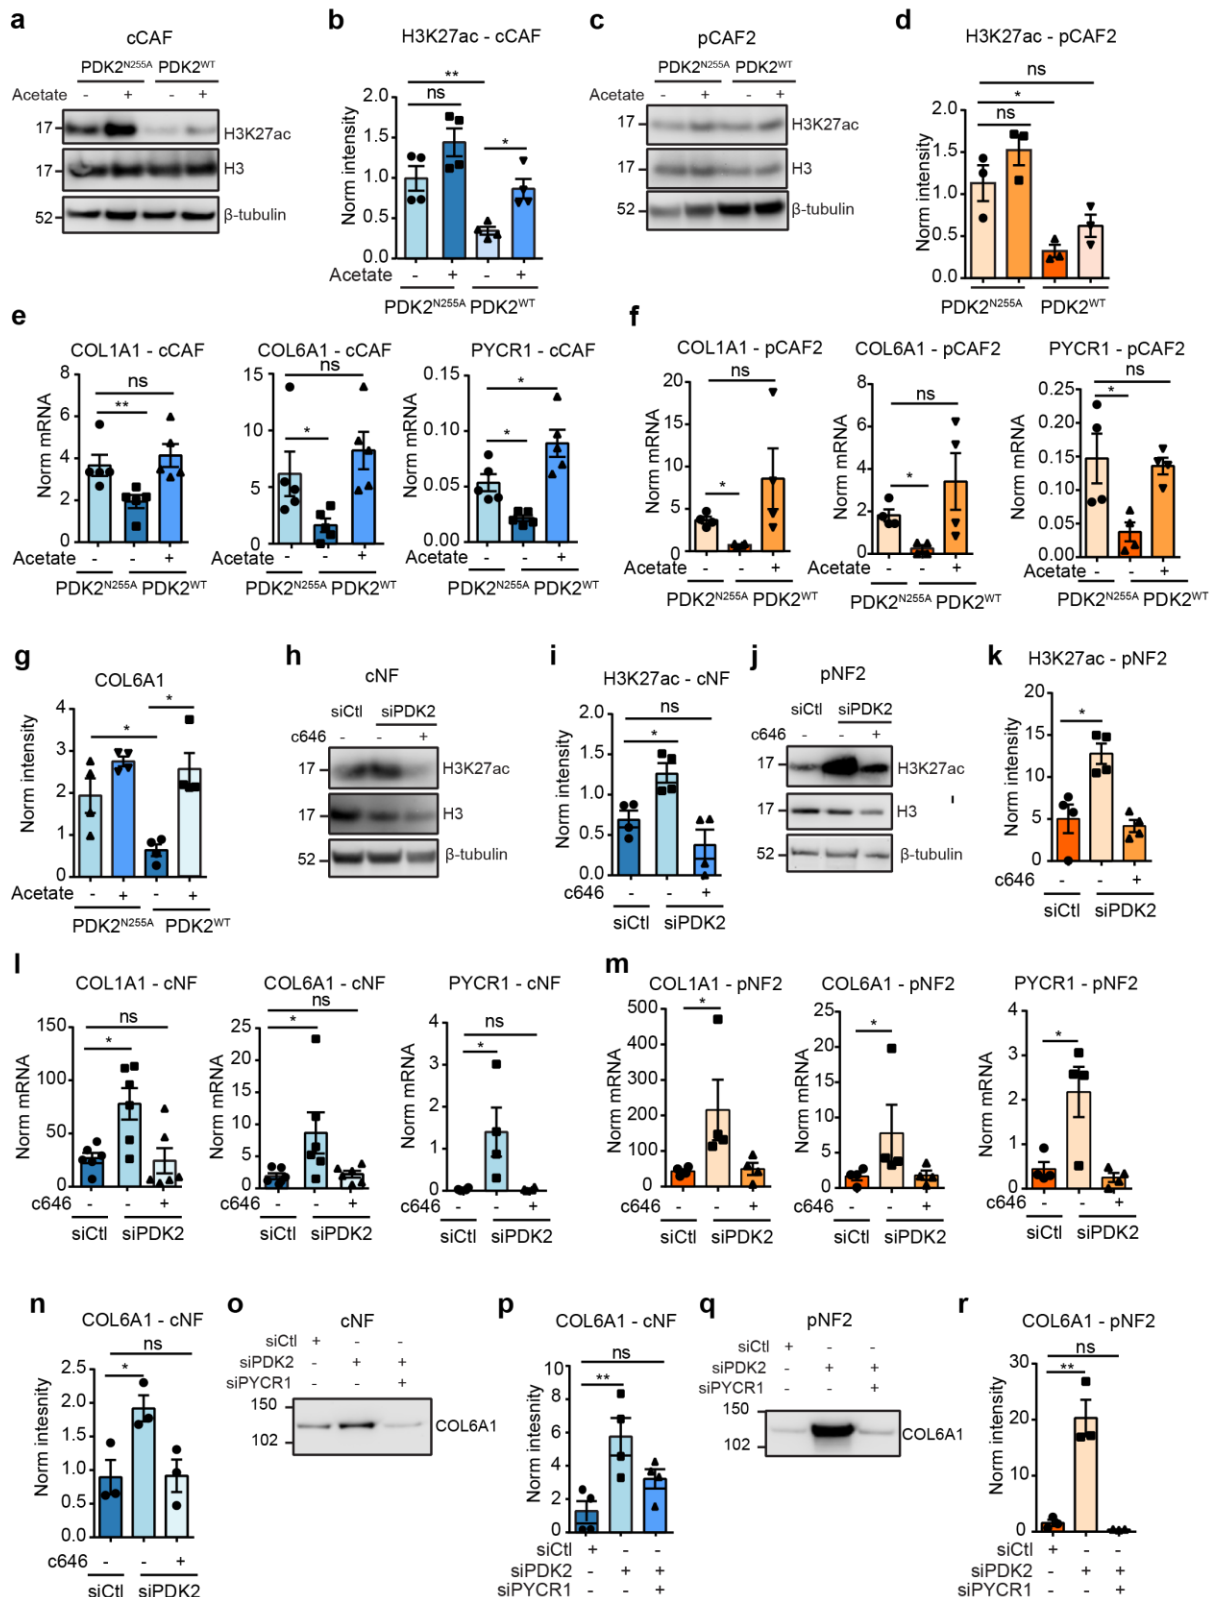 a
cCAF
PDK2N255A PDK2WT
Acetate - + - +
17 H3K27ac
17 H3
52 β-tubulin
b
H3K27ac - cCAF
**
ns
*
Norm intensity
2.0
1.5
1.0
0.5
0.0
Acetate - + - +
PDK2N255A PDK2WT
c
pCAF2
PDK2N255A PDK2WT
Acetate - + - +
17 H3K27ac
17 H3
52 β-tubulin
d
H3K27ac - pCAF2
ns
*
ns
Norm intensity
2.0
1.5
1.0
0.5
0.0
- + - +
PDK2N255A PDK2WT
e
COL1A1 - cCAF
ns
**
Norm mRNA
8
6
4
2
0
Acetate - - +
PDK2N255A PDK2WT
COL6A1 - cCAF
ns
*
Norm mRNA
15
10
5
0
- - +
PDK2N255A PDK2WT
PYCR1 - cCAF
*
*
Norm mRNA
0.15
0.10
0.05
0.00
- - +
PDK2N255A PDK2WT
f
COL1A1 - pCAF2
ns
*
Norm mRNA
20
15
10
5
0
Acetate - - +
PDK2N255A PDK2WT
COL6A1 - pCAF2
ns
*
Norm mRNA
8
6
4
2
0
- - +
PDK2N255A PDK2WT
PYCR1 - pCAF2
ns
*
Norm mRNA
0.25
0.20
0.15
0.10
0.05
0.00
Acetate - - +
PDK2N255A PDK2WT
g
COL6A1
*
*
Norm intensity
4
3
2
1
0
Acetate - + - +
PDK2N255A PDK2WT
h
cNF
siCtl siPDK2
c646 - - +
17 H3K27ac
17 H3
52 β-tubulin
i
H3K27ac - cNF
ns
*
Norm intensity
2.0
1.5
1.0
0.5
0.0
c646 - - +
siCtl siPDK2
j
pNF2
siCtl siPDK2
c646 - - +
17 H3K27ac
17 H3
52 β-tubulin
k
H3K27ac - pNF2
*
Norm intensity
20
15
10
5
0
c646 - - +
siCtl siPDK2
l
COL1A1 - cNF
ns
*
Norm mRNA
150
100
50
0
c646 - - +
siCtl siPDK2
COL6A1 - cNF
ns
*
Norm mRNA
25
20
15
10
5
0
- - +
siCtl siPDK2
PYCR1 - cNF
ns
*
Norm mRNA
4
3
2
1
0
c646 - - +
siCtl siPDK2
m
COL1A1 - pNF2
*
Norm mRNA
500
400
300
200
100
0
c646 - - +
siCtl siPDK2
COL6A1 - pNF2
*
Norm mRNA
25
20
15
10
5
0
c646 - - +
siCtl siPDK2
PYCR1 - pNF2
*
Norm mRNA
4
3
2
1
0
c646 - - +
siCtl siPDK2
n
COL6A1 - cNF
ns
*
Norm intesnity
2.5
2.0
1.5
1.0
0.5
0.0
c646 - - +
siCtl siPDK2
o
cNF
siCtl + - -
siPDK2 - + +
siPYCR1 - - +
150
102
COL6A1
p
COL6A1 - cNF
ns
**
Norm intesnity
10
8
6
4
2
0
siCtl + - -
siPDK2 - + +
siPYCR1 - - +
q
pNF2
siCtl + - -
siPDK2 - + +
siPYCR1 - - +
150
102
COL6A1
r
COL6A1 - pNF2
ns
**
Norm intesnity
30
20
10
0
siCtl + - -
siPDK2 - + +
siPYCR1 - - +